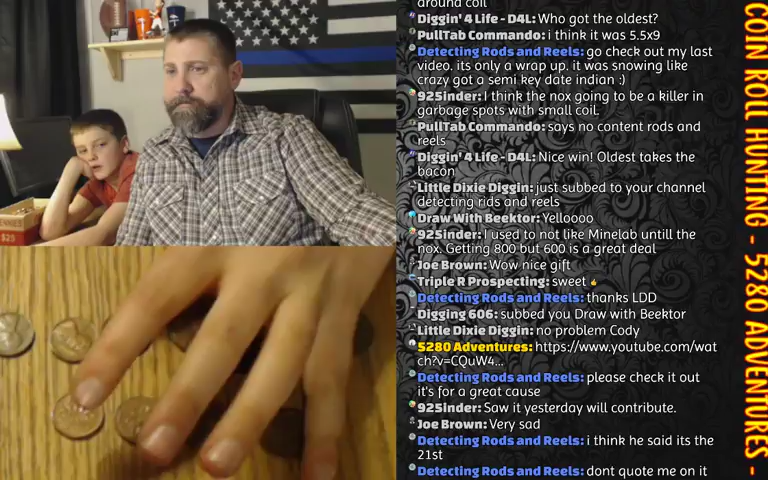 around coil
Diggin' 4 Life - D4L: Who got the oldest?
PullTab Commando: i think it was 5.5x9
Detecting Rods and Reels: go check out my last
video. its only a wrap up. it was snowing like
crazy got a semi key date indian :)
925inder: I think the nox going to be a killer in
garbage spots with small coil.
PullTab Commando: says no content rods and
reels
Diggin' 4 Life - D4L: Nice win! Oldest takes the
bacon
Little Dixie Diggin: just subbed to your channel
detecting rids and reels
Draw With Beektor: Yelloooo
925inder: I used to not like Minelab untill the
nox. Getting 800 but 600 is a great deal
Joe Brown: Wow nice gift
Triple R Prospecting: sweet
Detecting Rods and Reels: thanks LDD
Digging 606: subbed you Draw with Beektor
Little Dixie Diggin: no problem Cody
5280 Adventures: https://www.youtube.com/wat
ch?v=CQuW4...
Detecting Rods and Reels: please check it out
it's for a great cause
925inder: Saw it yesterday will contribute.
Joe Brown: Very sad
Detecting Rods and Reels: i think he said its the
21st
Detecting Rods and Reels: dont quote me on it
COIN ROLL HUNTING - 5280 ADVENTURES -
$25